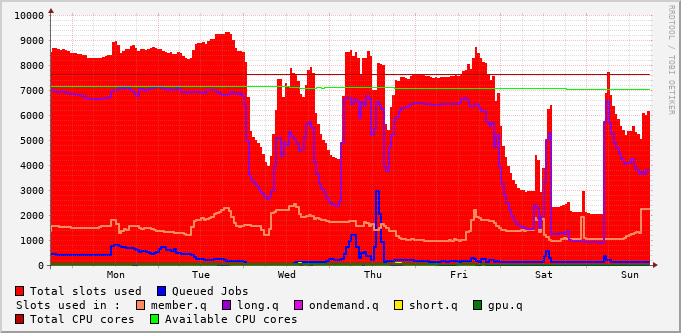 10000
9000
8000
7000
6000
5000
4000
3000
2000
1000
0
Mon Tue Wed Thu Fri Sat Sun
RRDTOOL / TOBI OETIKER
Total slots used Queued Jobs
Slots used in : member.q long.q ondemand.q short.q gpu.q
Total CPU cores Available CPU cores